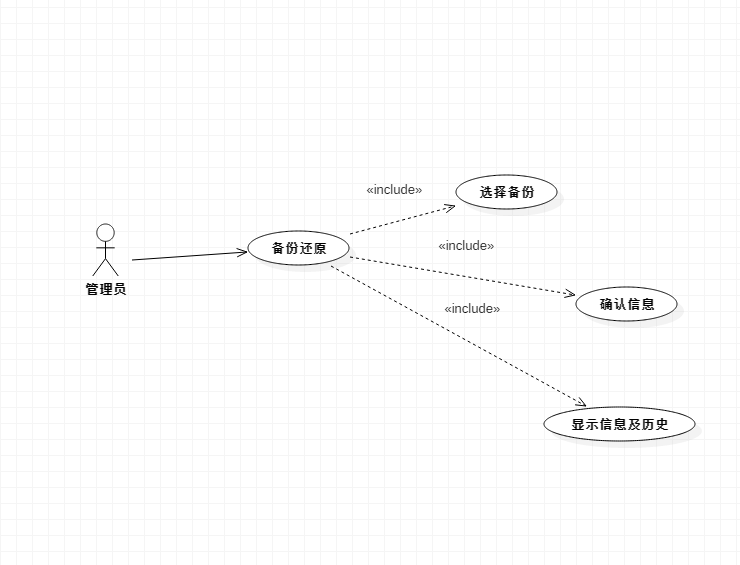 «include»
选择备份
管理员
备份还原
«include»
确认信息
«include»
显示信息及历史